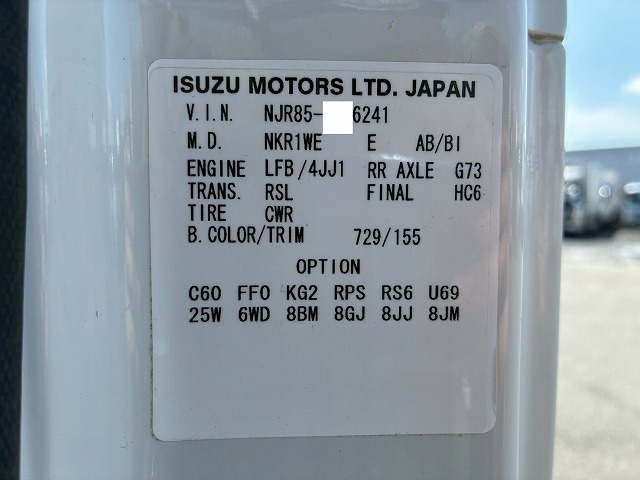 ISUZU MOTORS LTD. JAPAN
V.I.N. NJR85- 6241
M.D. NKR1WE E AB/BI
ENGINE LFB/4JJ1 RR AXLE G73
TRANS. RSL FINAL HC6
TIRE CWR
B.COLOR/TRIM 729/155
OPTION
C60 FF0 KG2 RPS RS6 U69
25W 6WD 8BM 8GJ 8JJ 8JM